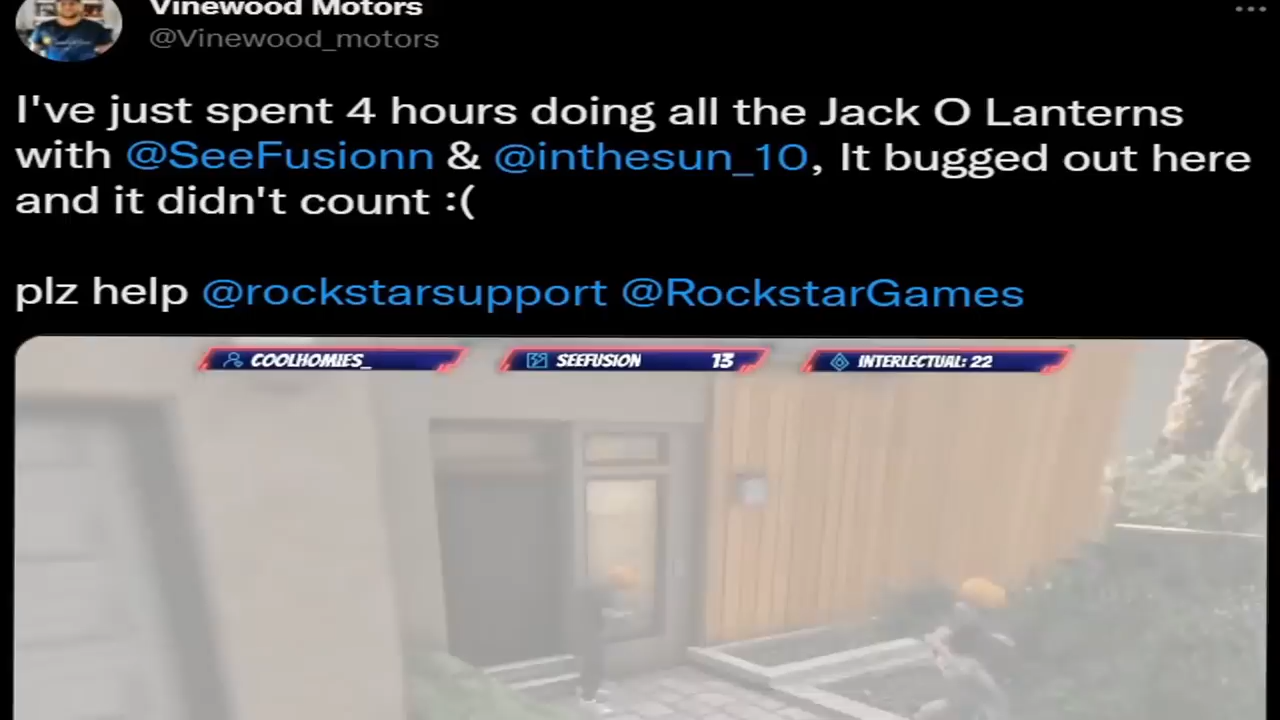 Vinewood Motors
@Vinewood_motors
I've just spent 4 hours doing all the Jack O Lanterns
with @SeeFusionn & @inthesun_10, It bugged out here
and it didn't count :(
plz help @rockstarsupport @RockstarGames
COOLHOMIES_ SEEFUSION 13 INTERLECTUAL: 22